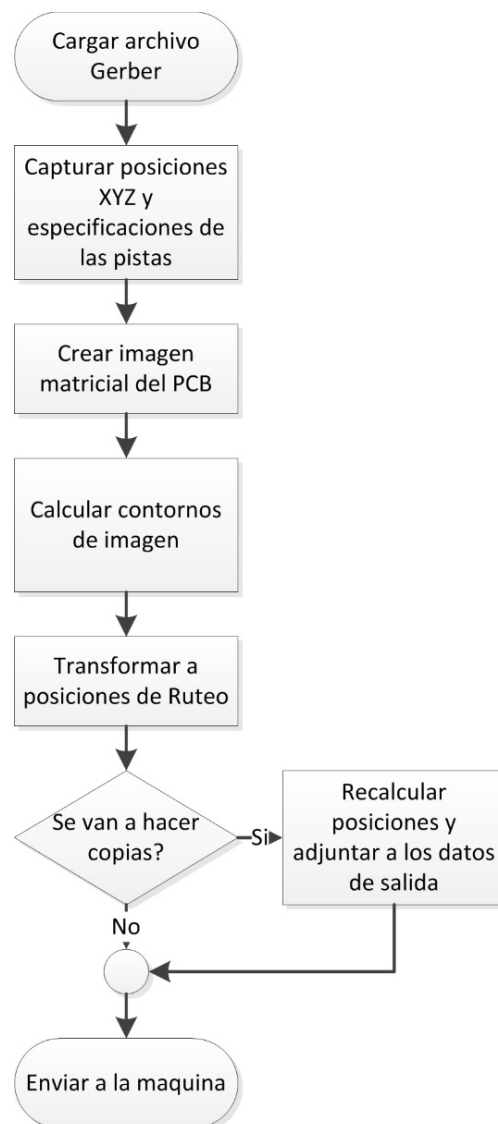 Cargar archivo
Gerber
Capturar posiciones
XYZ y
especificaciones de
las pistas
Crear imagen
matricial del PCB
Calcular contornos
de imagen
Transformar a
posiciones de Ruteo
Se van a hacer
copias?
Si
Recalcular
posiciones y
adjuntar a los datos
de salida
No
Enviar a la maquina